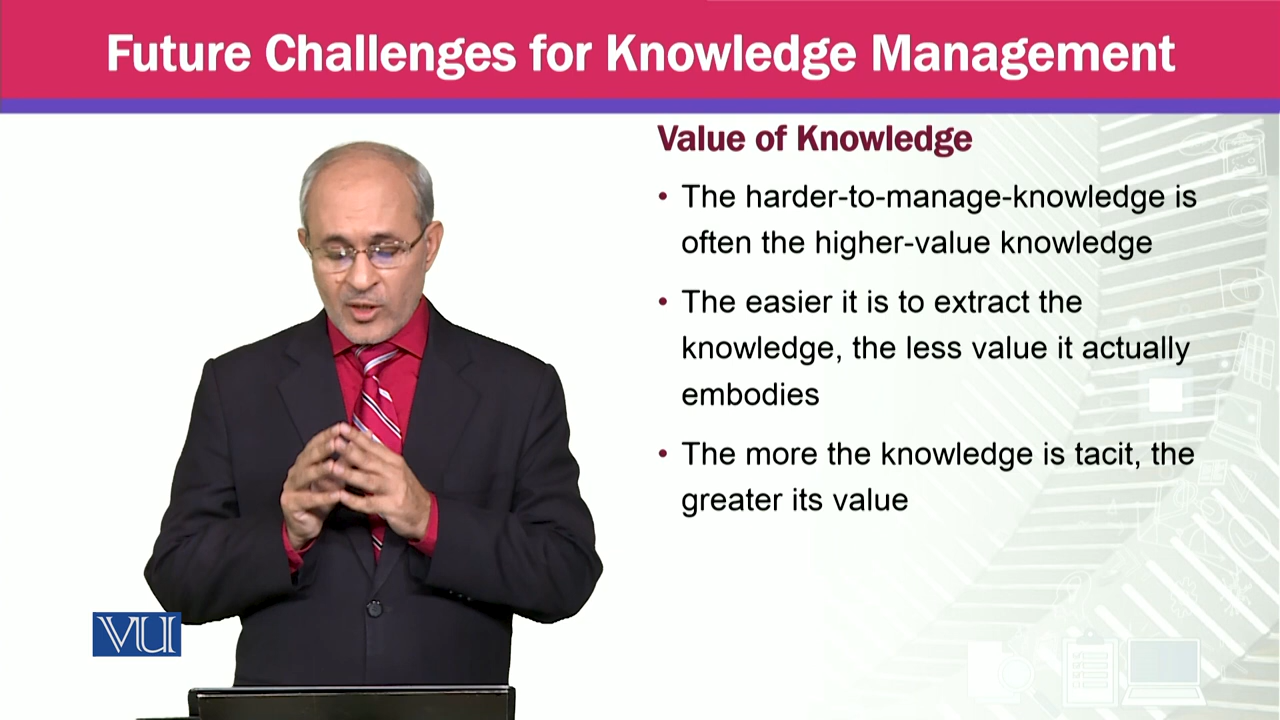 Future Challenges for Knowledge Management
Value of Knowledge
• The harder-to-manage-knowledge is
often the higher-value knowledge
• The easier it is to extract the
knowledge, the less value it actually
embodies
• The more the knowledge is tacit, the
greater its value
VU